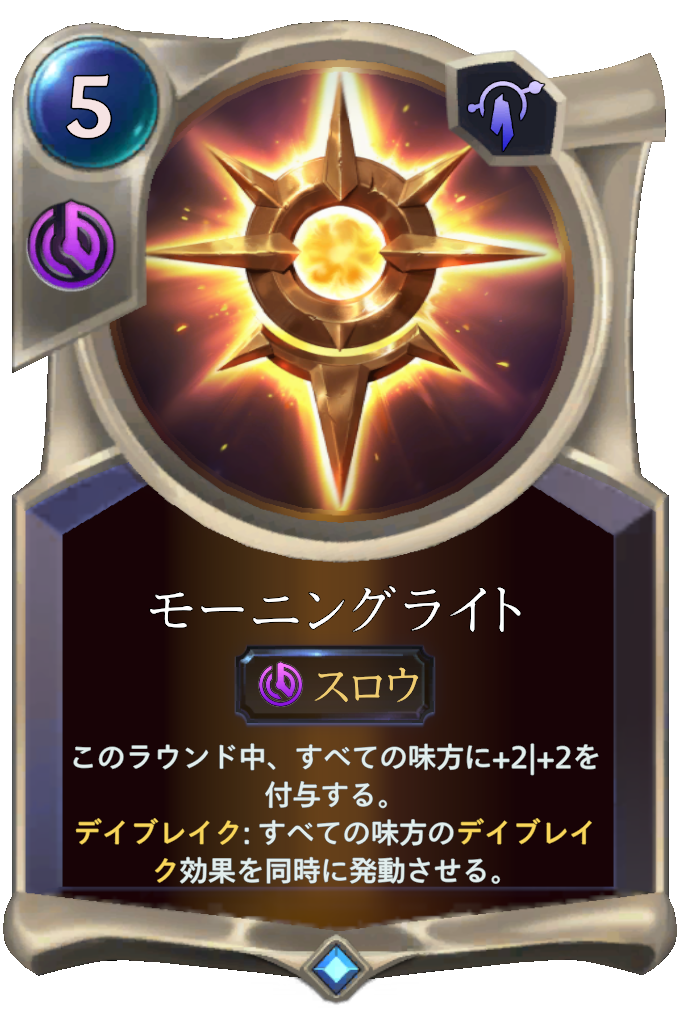 5
モーニングライト
スロウ
このラウンド中、すべての味方に+2|+2を
付与する。
デイブレイク: すべての味方のデイブレイ
ク効果を同時に発動させる。